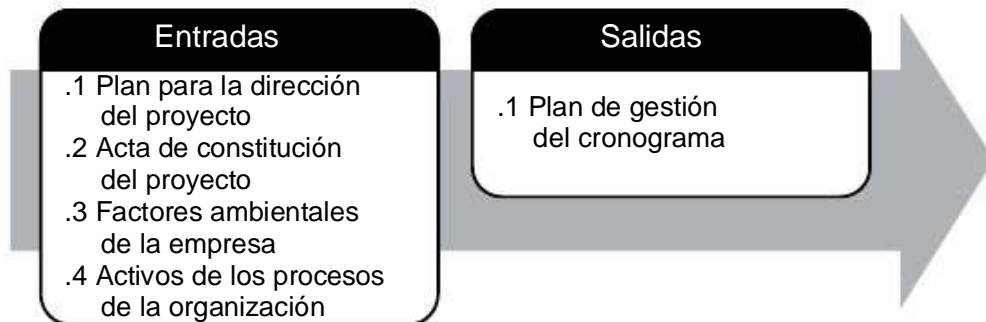 Entradas
.1 Plan para la dirección
del proyecto
.2 Acta de constitución
del proyecto
.3 Factores ambientales
de la empresa
.4 Activos de los procesos
de la organización
Salidas
.1 Plan de gestión
del cronograma